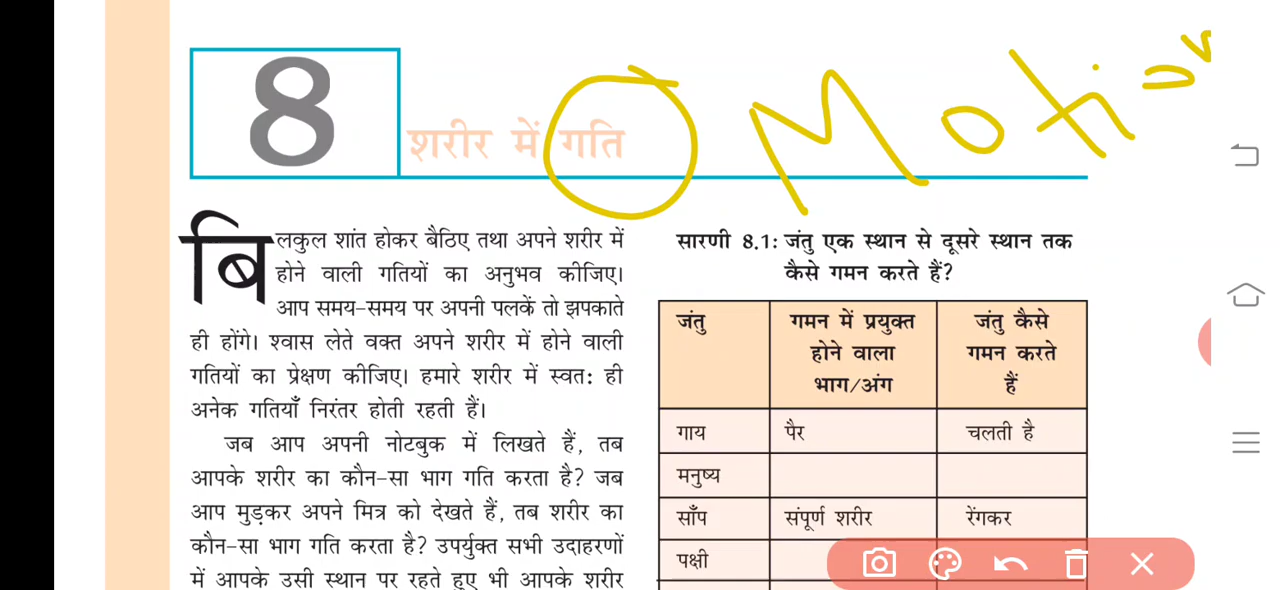 8
शरीर में गति
Motion
बिलकुल शांत होकर बैठिए तथा अपने शरीर में
होने वाली गतियों का अनुभव कीजिए।
आप समय-समय पर अपनी पलकें तो झपकाते
ही होंगे। श्वास लेते वक्त अपने शरीर में होने वाली
गतियों का प्रेक्षण कीजिए। हमारे शरीर में स्वतः ही
अनेक गतियाँ निरंतर होती रहती हैं।
जब आप अपनी नोटबुक में लिखते हैं, तब
आपके शरीर का कौन-सा भाग गति करता है? जब
आप मुड़कर अपने मित्र को देखते हैं, तब शरीर का
कौन-सा भाग गति करता है? उपर्युक्त सभी उदाहरणों
में आपके उसी स्थान पर रहते हुए भी आपके शरीर
सारणी 8.1: जंतु एक स्थान से दूसरे स्थान तक
कैसे गमन करते हैं?
जंतु
गमन में प्रयुक्त
होने वाला
भाग/अंग
जंतु कैसे
गमन करते
हैं
गाय पैर चलती है
मनुष्य
साँप संपूर्ण शरीर रेंगकर
पक्षी